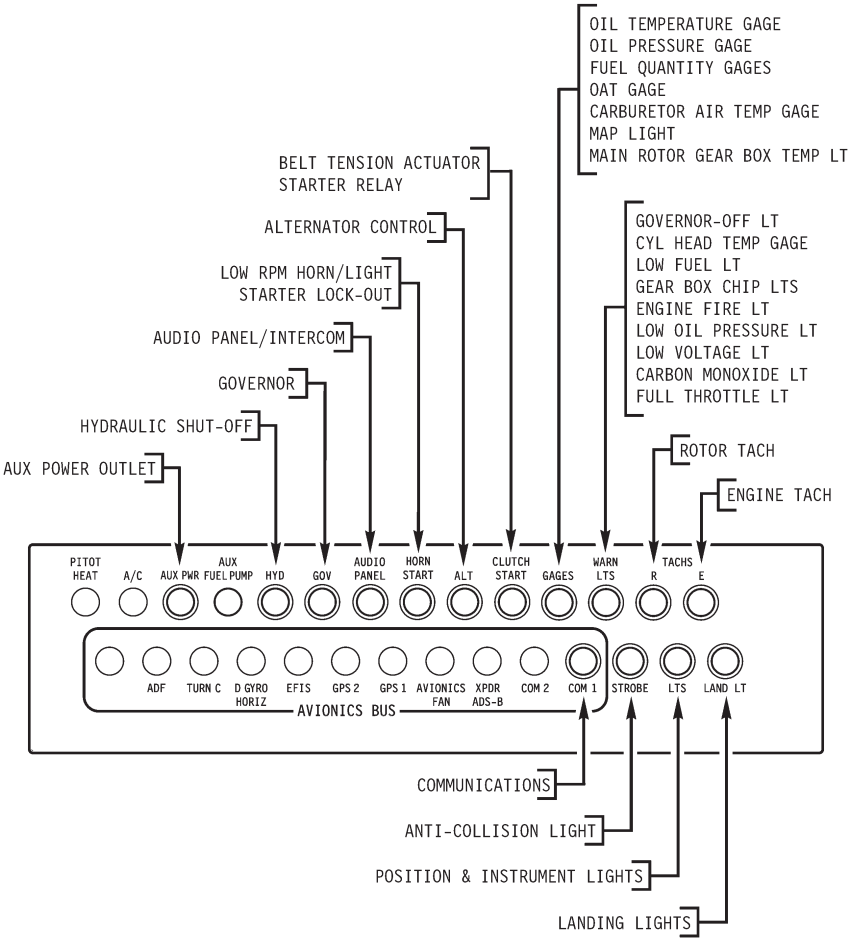 OIL TEMPERATURE GAGE
OIL PRESSURE GAGE
FUEL QUANTITY GAGES
OAT GAGE
CARBURETOR AIR TEMP GAGE
MAP LIGHT
MAIN ROTOR GEAR BOX TEMP LT
BELT TENSION ACTUATOR
STARTER RELAY
ALTERNATOR CONTROL
LOW RPM HORN/LIGHT
STARTER LOCK-OUT
AUDIO PANEL/INTERCOM
GOVERNOR
HYDRAULIC SHUT-OFF
AUX POWER OUTLET
GOVERNOR-OFF LT
CYL HEAD TEMP GAGE
LOW FUEL LT
GEAR BOX CHIP LTS
ENGINE FIRE LT
LOW OIL PRESSURE LT
LOW VOLTAGE LT
CARBON MONOXIDE LT
FULL THROTTLE LT
ROTOR TACH
ENGINE TACH
PITOT
HEAT
A/C
AUX PWR
AUX
FUEL PUMP
HYD
GOV
AUDIO
PANEL
HORN
START
ALT
CLUTCH
START
GAGES
WARN
LTS
TACHS
R
E
ADF
TURN C
D GYRO
HORIZ
EFIS
GPS 2
GPS 1
AVIONICS
FAN
XPDR
ADS-B
COM 2
COM 1
STROBE
LTS
LAND LT
AVIONICS BUS
COMMUNICATIONS
ANTI-COLLISION LIGHT
POSITION & INSTRUMENT LIGHTS
LANDING LIGHTS